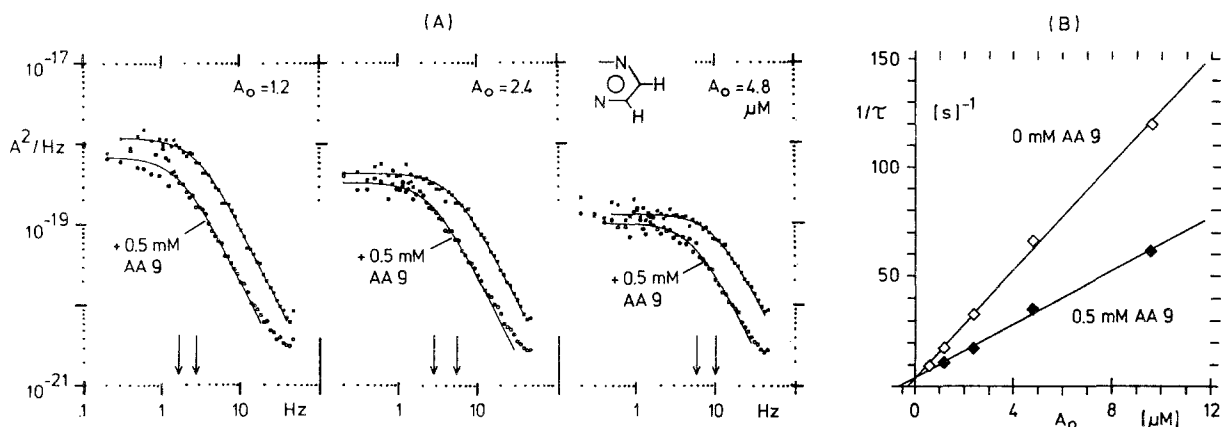 (A)
10⁻¹⁷
A²/Hz
10⁻¹⁹
10⁻²¹
A₀ = 1.2
+ 0.5 mM
AA 9
.1 1 10 Hz
A₀ = 2.4
+ 0.5 mM
AA 9
1 10 Hz
N
N
H
H
A₀ = 4.8
μM
+ 0.5 mM
AA 9
1 10 Hz
(B)
150
1/τ [s]⁻¹
100
50
0 mM AA 9
0.5 mM AA 9
0 4 8 12
A₀ [μM]